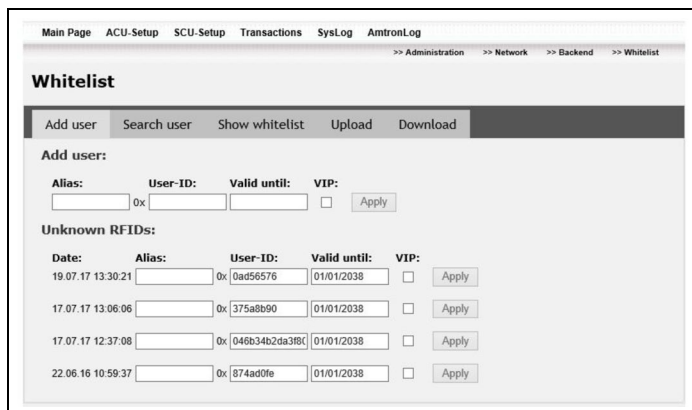 Main Page ACU-Setup SCU-Setup Transactions SysLog AmtronLog
>> Administration >> Network >> Backend >> Whitelist
Whitelist
Add user Search user Show whitelist Upload Download
Add user:
Alias: User-ID: Valid until: VIP:
0x Apply
Unknown RFIDs:
Date: Alias: User-ID: Valid until: VIP:
19.07.17 13:30:21 0x 0ad56576 01/01/2038 Apply
17.07.17 13:06:06 0x 375a8b90 01/01/2038 Apply
17.07.17 12:37:08 0x 046b34b2da3f80 01/01/2038 Apply
22.06.16 10:59:37 0x 874ad0fe 01/01/2038 Apply